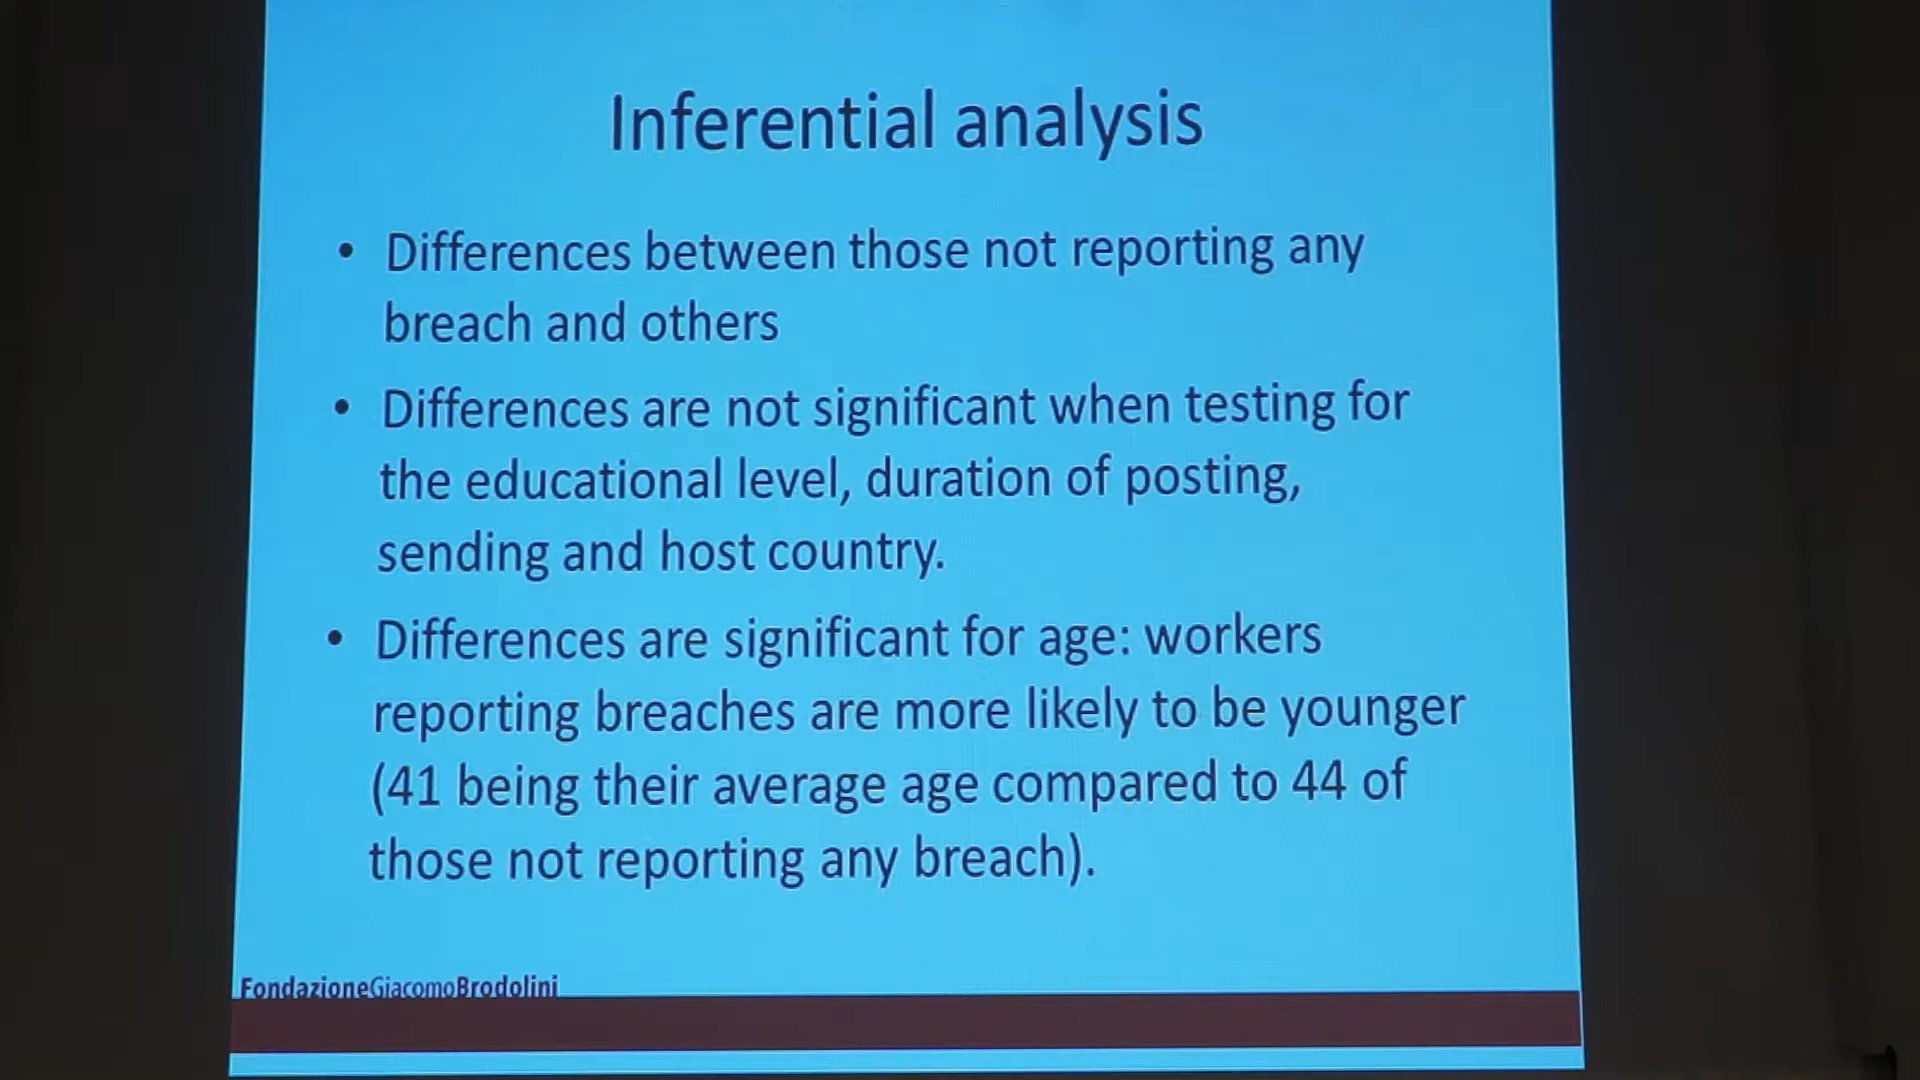 Inferential analysis
• Differences between those not reporting any
breach and others
• Differences are not significant when testing for
the educational level, duration of posting,
sending and host country.
• Differences are significant for age: workers
reporting breaches are more likely to be younger
(41 being their average age compared to 44 of
those not reporting any breach).
FondazioneGiacomoBrodolini